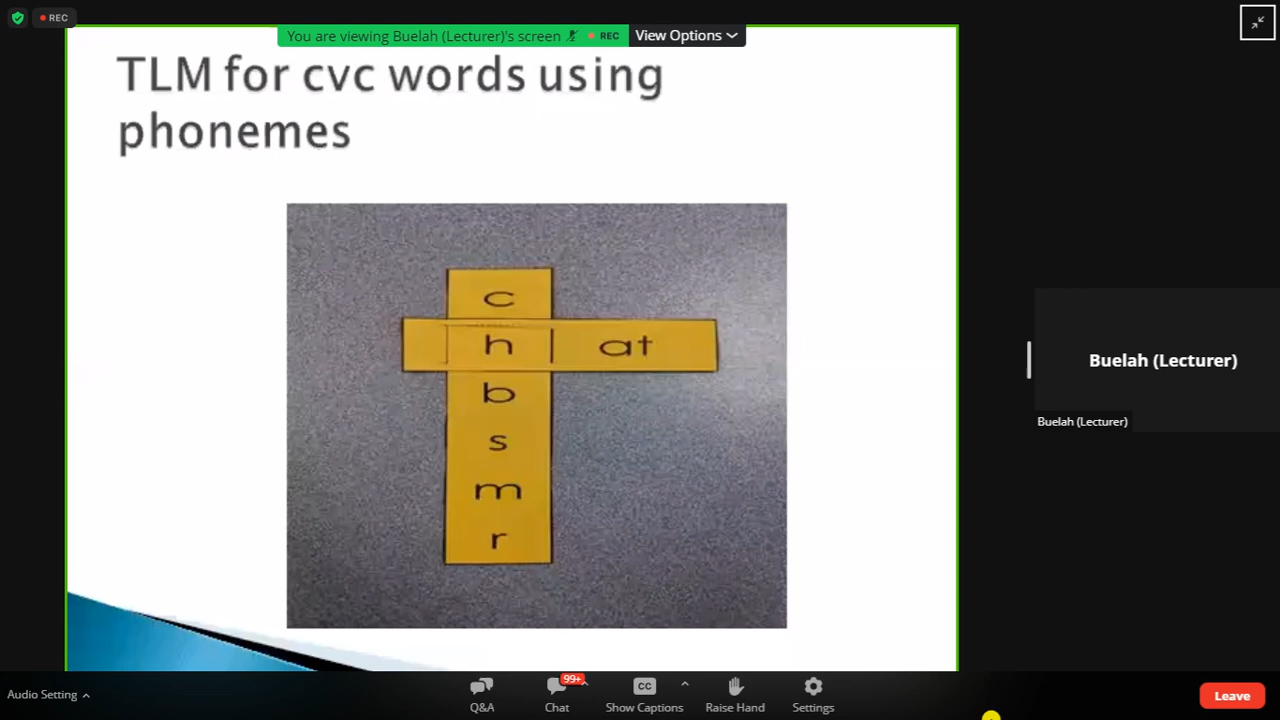 REC
You are viewing Buelah (Lecturer)'s screen REC View Options
TLM for cvc words using
phonemes
c
h at
b
s
m
r
Buelah (Lecturer)
Buelah (Lecturer)
Audio Setting
Q&A
99+
Chat
CC
Show Captions
Raise Hand
Settings
Leave